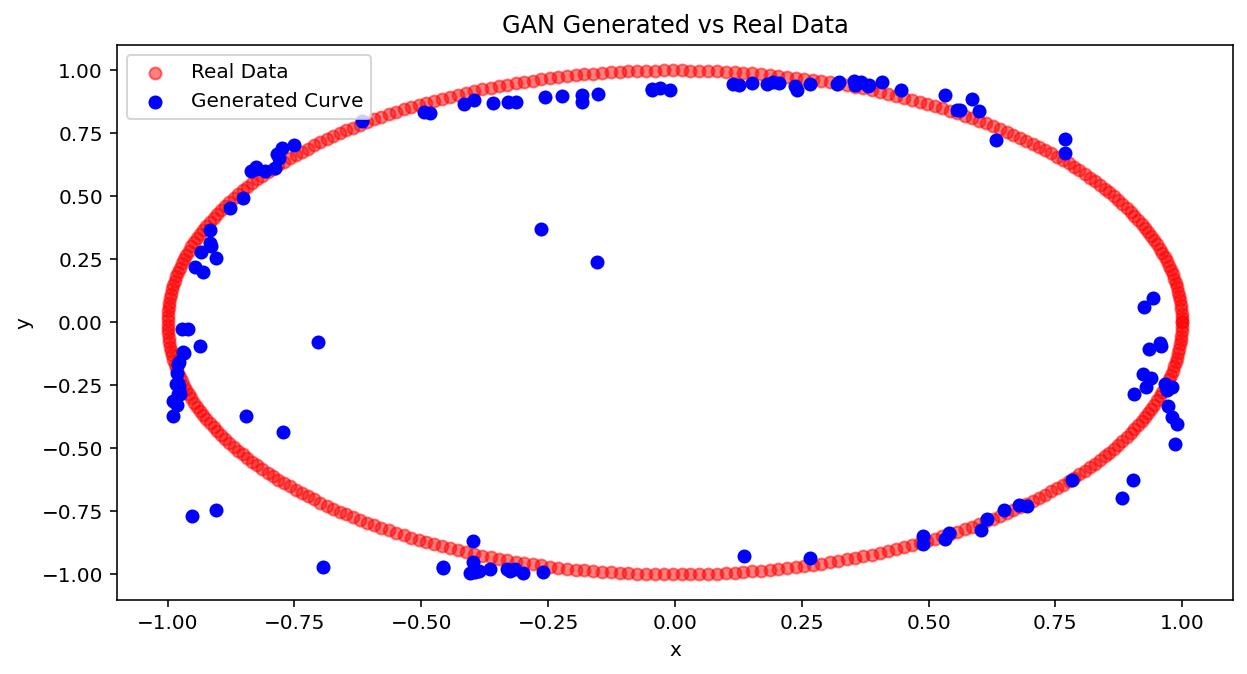 GAN Generated vs Real Data
Real Data
Generated Curve
1.00
0.75
0.50
0.25
0.00
−0.25
−0.50
−0.75
−1.00
y
−1.00 −0.75 −0.50 −0.25 0.00 0.25 0.50 0.75 1.00
x